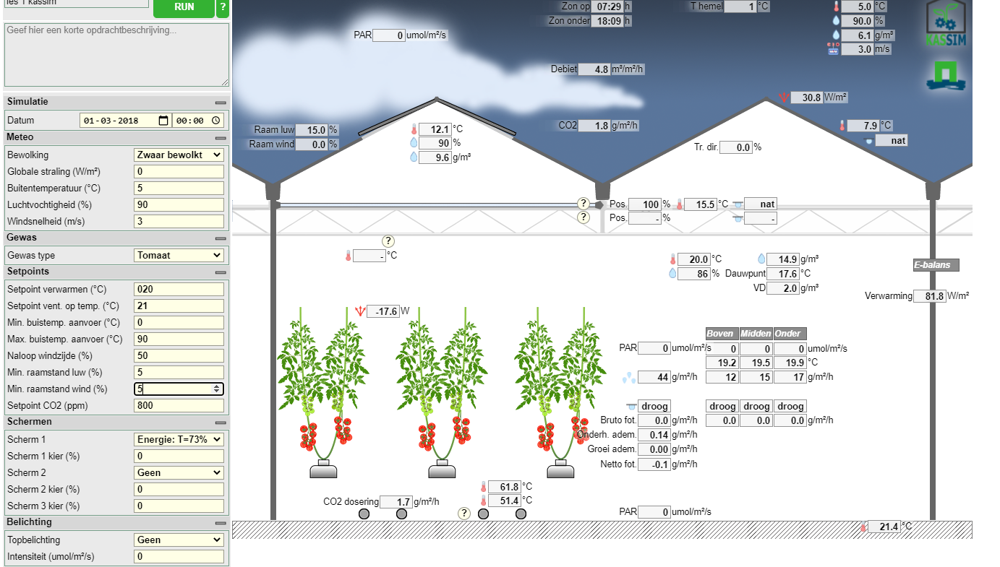 les 1 kassim
RUN
?
Geef hier een korte opdrachtbeschrijving...
Simulatie
Datum 01-03-2018 00:00
Meteo
Bewolking Zwaar bewolkt
Globale straling (W/m²) 0
Buitentemperatuur (°C) 5
Luchtvochtigheid (%) 90
Windsnelheid (m/s) 3
Gewas
Gewas type Tomaat
Setpoints
Setpoint verwarmen (°C) 020
Setpoint vent. op temp. (°C) 21
Min. buistemp. aanvoer (°C) 0
Max. buistemp. aanvoer (°C) 90
Naloop windzijde (%) 50
Min. raamstand luw (%) 5
Min. raamstand wind (%) 5
Setpoint CO2 (ppm) 800
Schermen
Scherm 1 Energie: T=73%
Scherm 1 kier (%) 0
Scherm 2 Geen
Scherm 2 kier (%) 0
Scherm 3 kier (%) 0
Belichting
Topbelichting Geen
Intensiteit (umol/m²/s) 0
Zon op 07:29 h
Zon onder 18:09 h
T hemel 1 °C
5.0 °C
90.0 %
6.1 g/m³
3.0 m/s
KASSIM
PAR 0 umol/m²/s
Debiet 4.8 m³/m²/h
30.8 W/m²
CO2 1.8 g/m²/h
7.9 °C
nat
Raam luw 15.0 %
Raam wind 0.0 %
12.1 °C
90 %
9.6 g/m³
Tr. dir. 0.0 %
? Pos. 100 % 15.5 °C nat
? Pos. - % -
?
- °C
20.0 °C 14.9 g/m³
86 % Dauwpunt 17.6 °C
VD 2.0 g/m³
E-balans
Verwarming 81.8 W/m²
-17.6 W
Boven Midden Onder
PAR 0 umol/m²/s 0 0 0 umol/m²/s
19.2 19.5 19.9 °C
44 g/m²/h 12 15 17 g/m²/h
droog droog droog droog
Bruto fot. 0.0 g/m²/h 0.0 0.0 0.0 g/m²/h
Onderh. adem. 0.14 g/m²/h
Groei adem. 0.00 g/m²/h
Netto fot. -0.1 g/m²/h
61.8 °C
CO2 dosering 1.7 g/m²/h 51.4 °C
?
PAR 0 umol/m²/s
21.4 °C